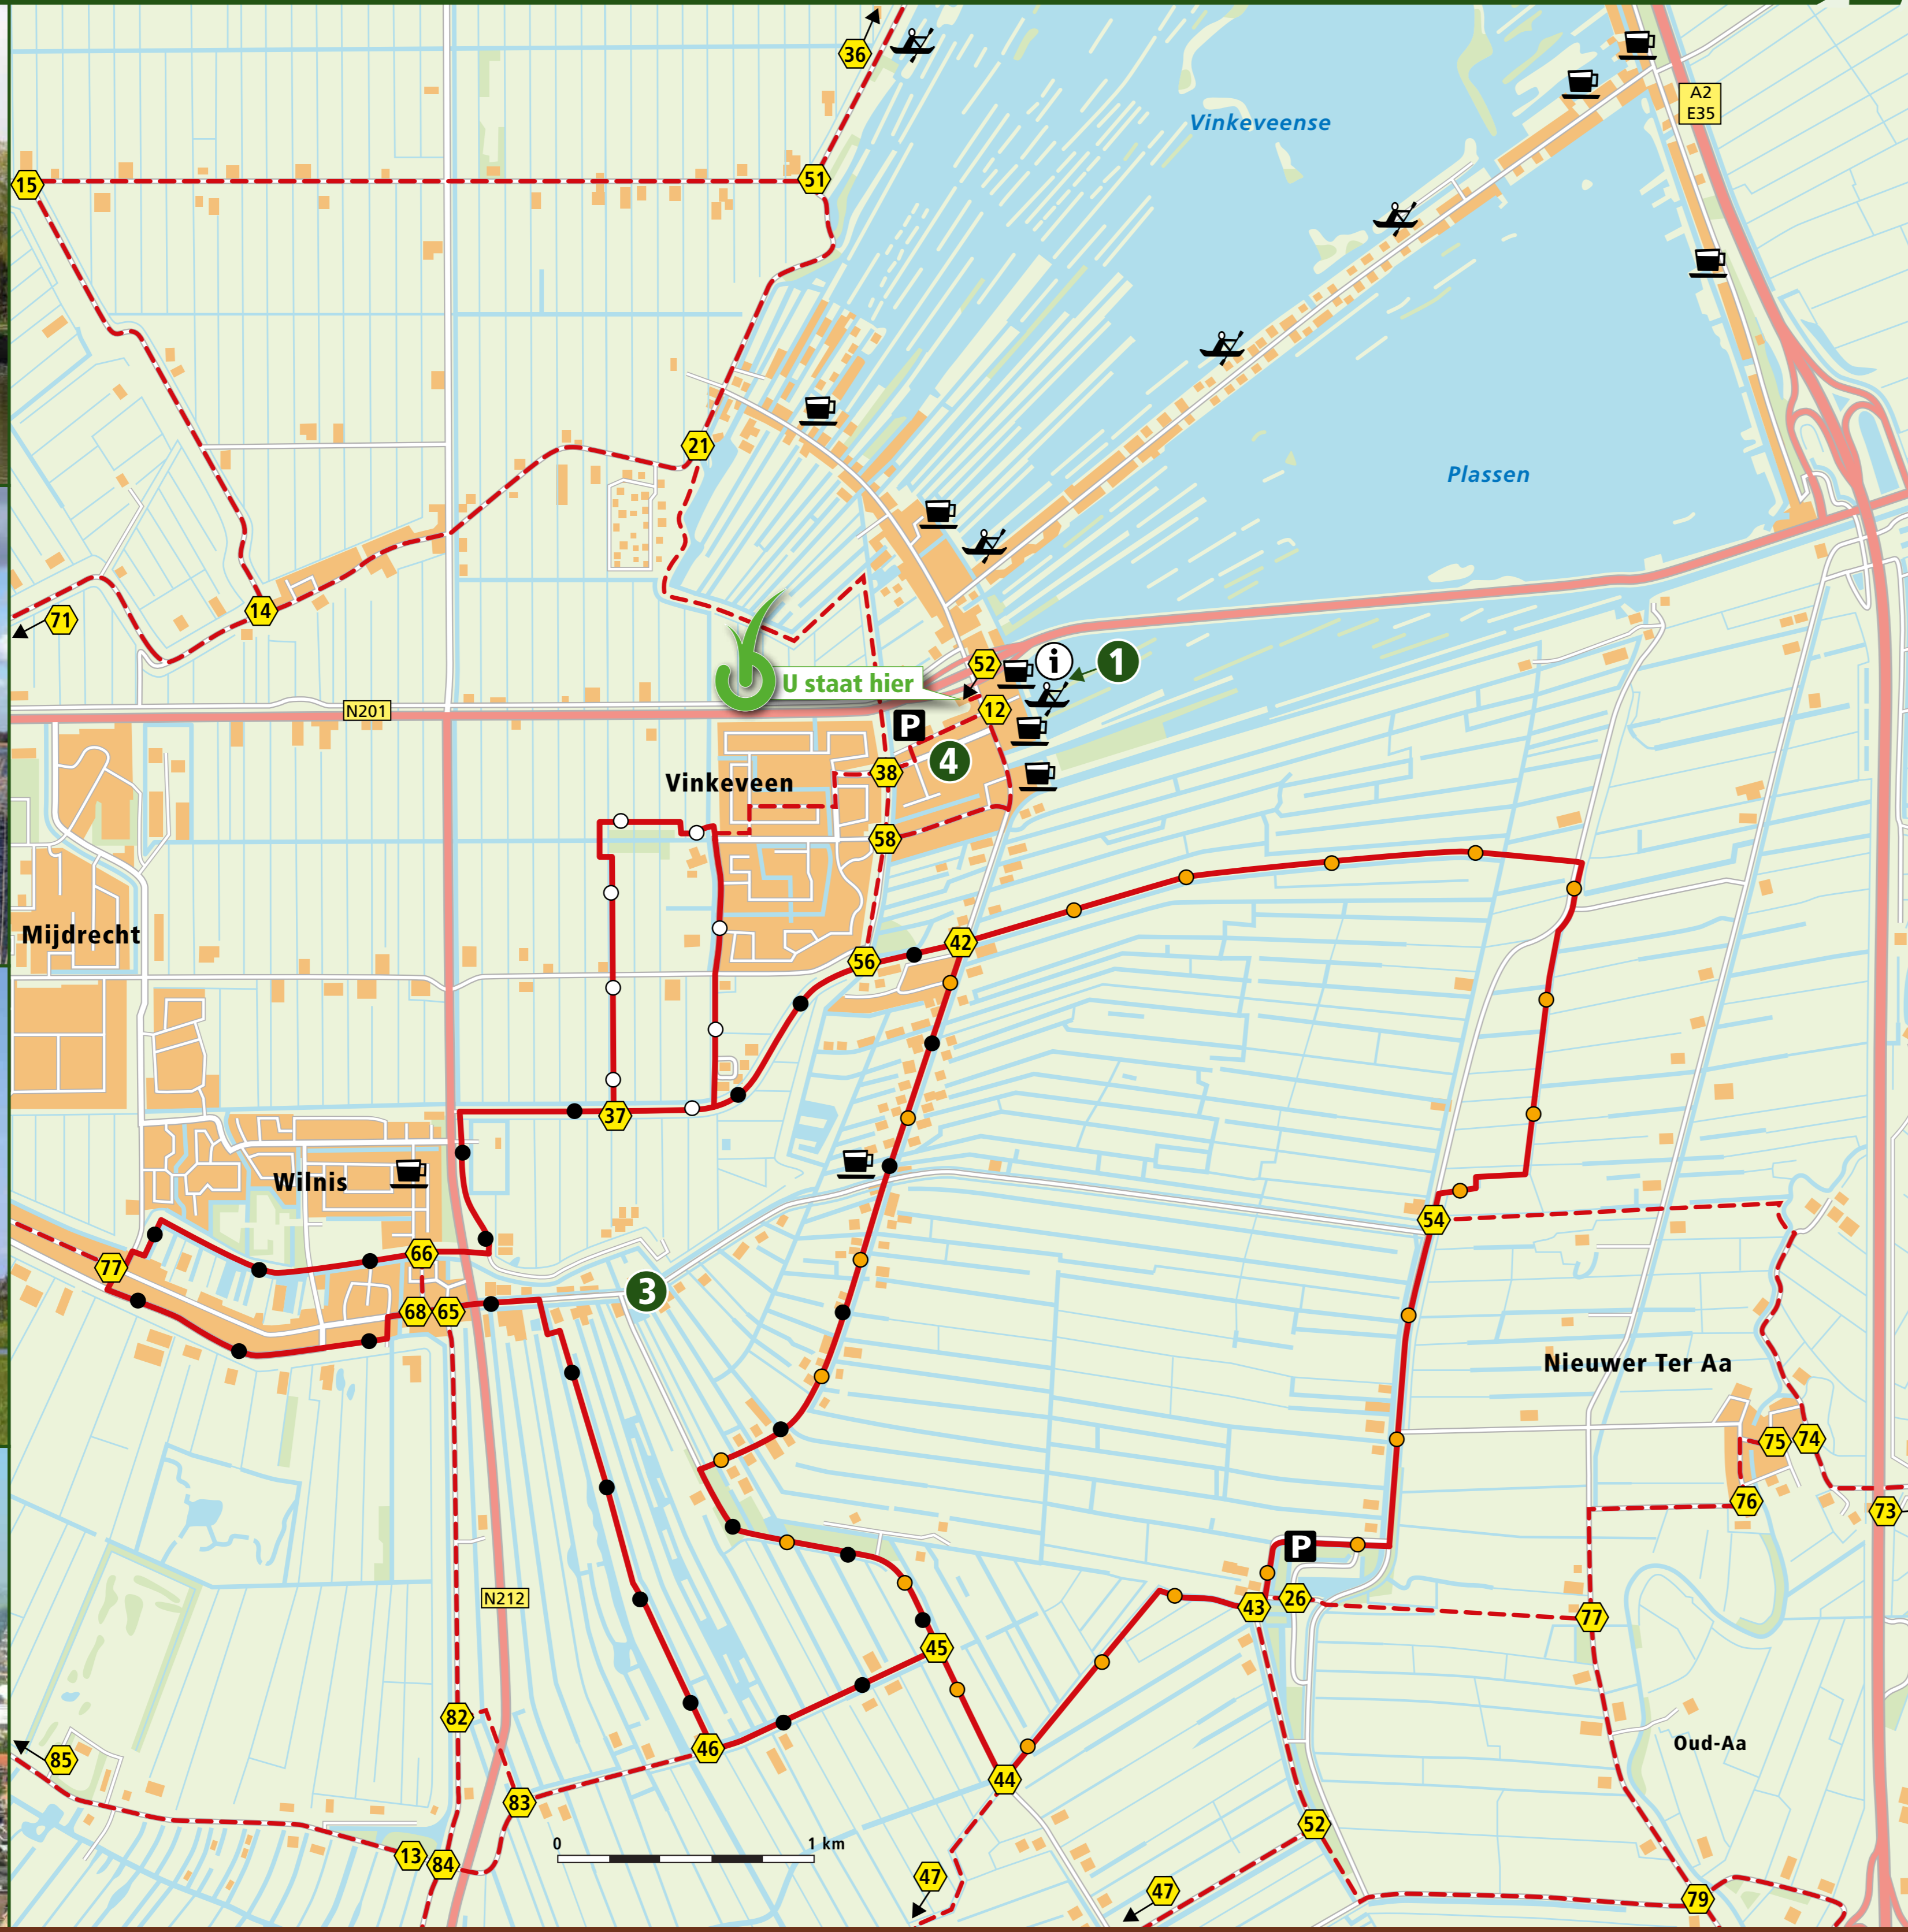 36
A2
E35
Vinkeveense
15
51
21
Plassen
14
71
52
i
1
U staat hier
N201
12
P
4
38
Vinkeveen
58
Mijdrecht
42
56
37
Wilnis
54
66
77
3
68
65
Nieuwer Ter Aa
75
74
76
73
P
N212
26
43
77
45
82
Oud-Aa
46
85
44
83
52
0
1 km
13
84
47
47
79